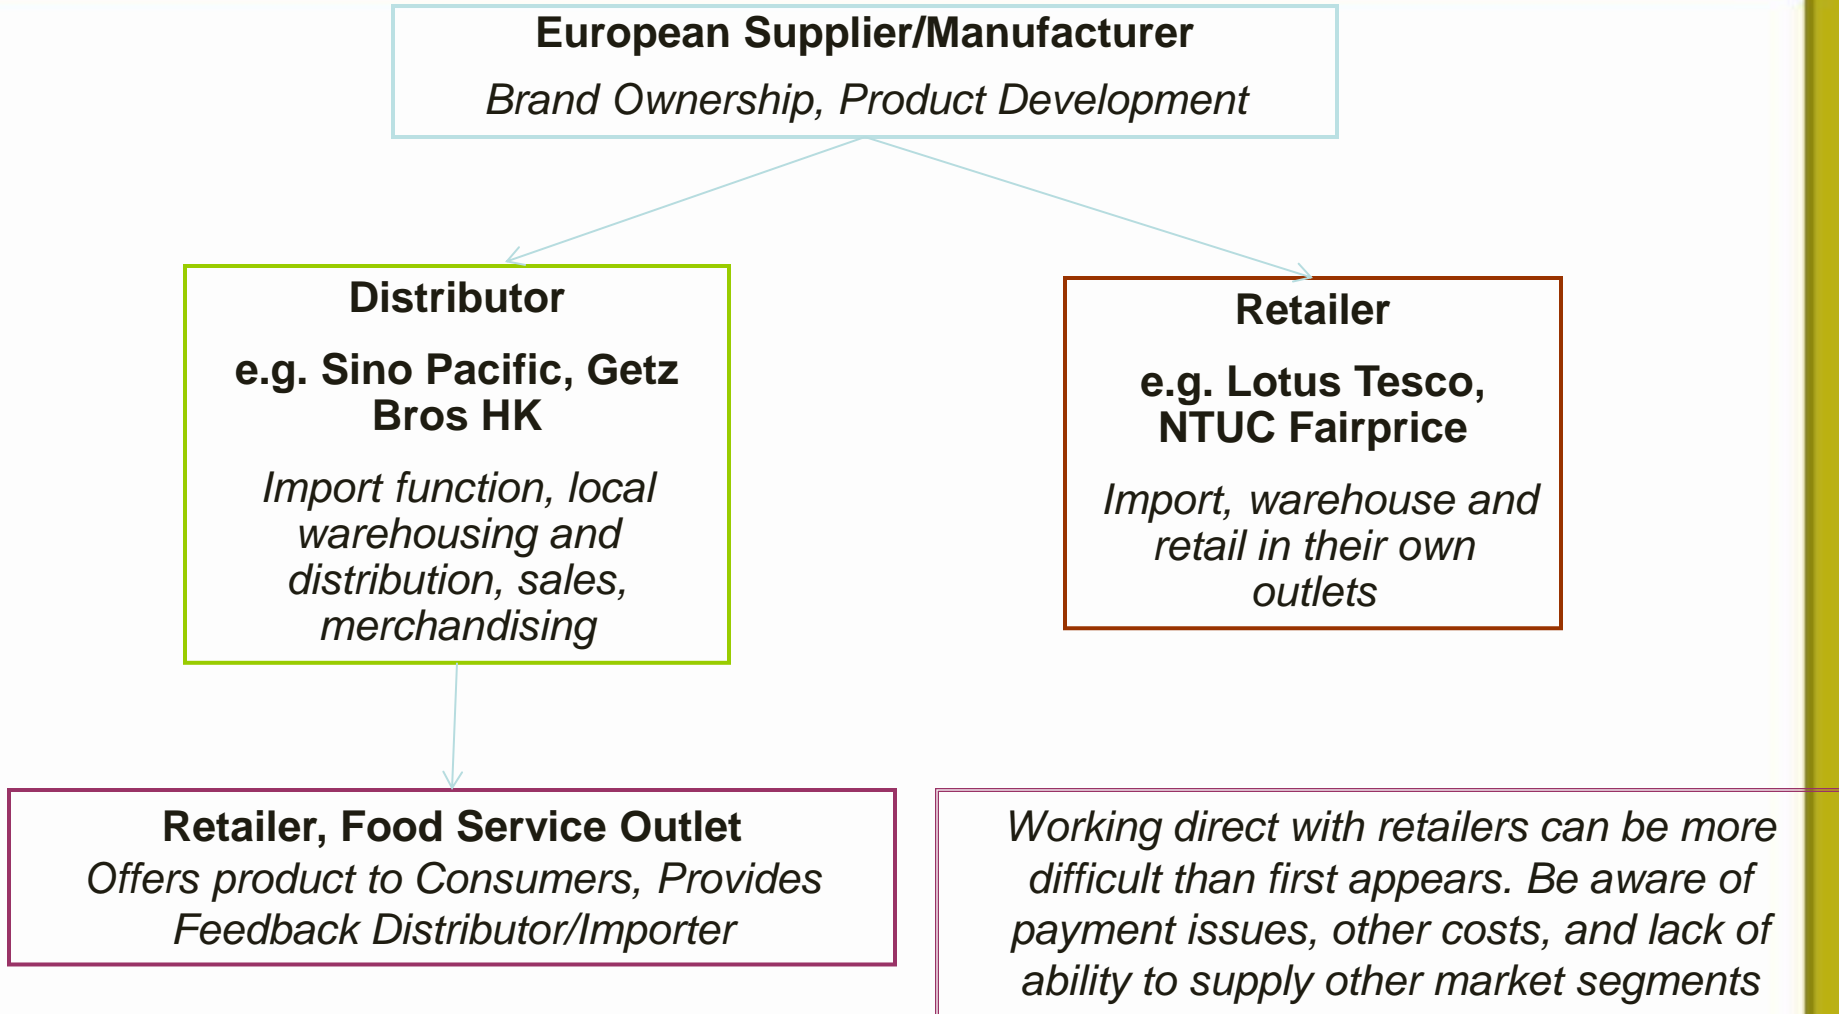 European Supplier/Manufacturer
Brand Ownership, Product Development
Distributor
e.g. Sino Pacific, Getz
Bros HK
Import function, local
warehousing and
distribution, sales,
merchandising
Retailer
e.g. Lotus Tesco,
NTUC Fairprice
Import, warehouse and
retail in their own
outlets
Retailer, Food Service Outlet
Offers product to Consumers, Provides
Feedback Distributor/Importer
Working direct with retailers can be more
difficult than first appears. Be aware of
payment issues, other costs, and lack of
ability to supply other market segments